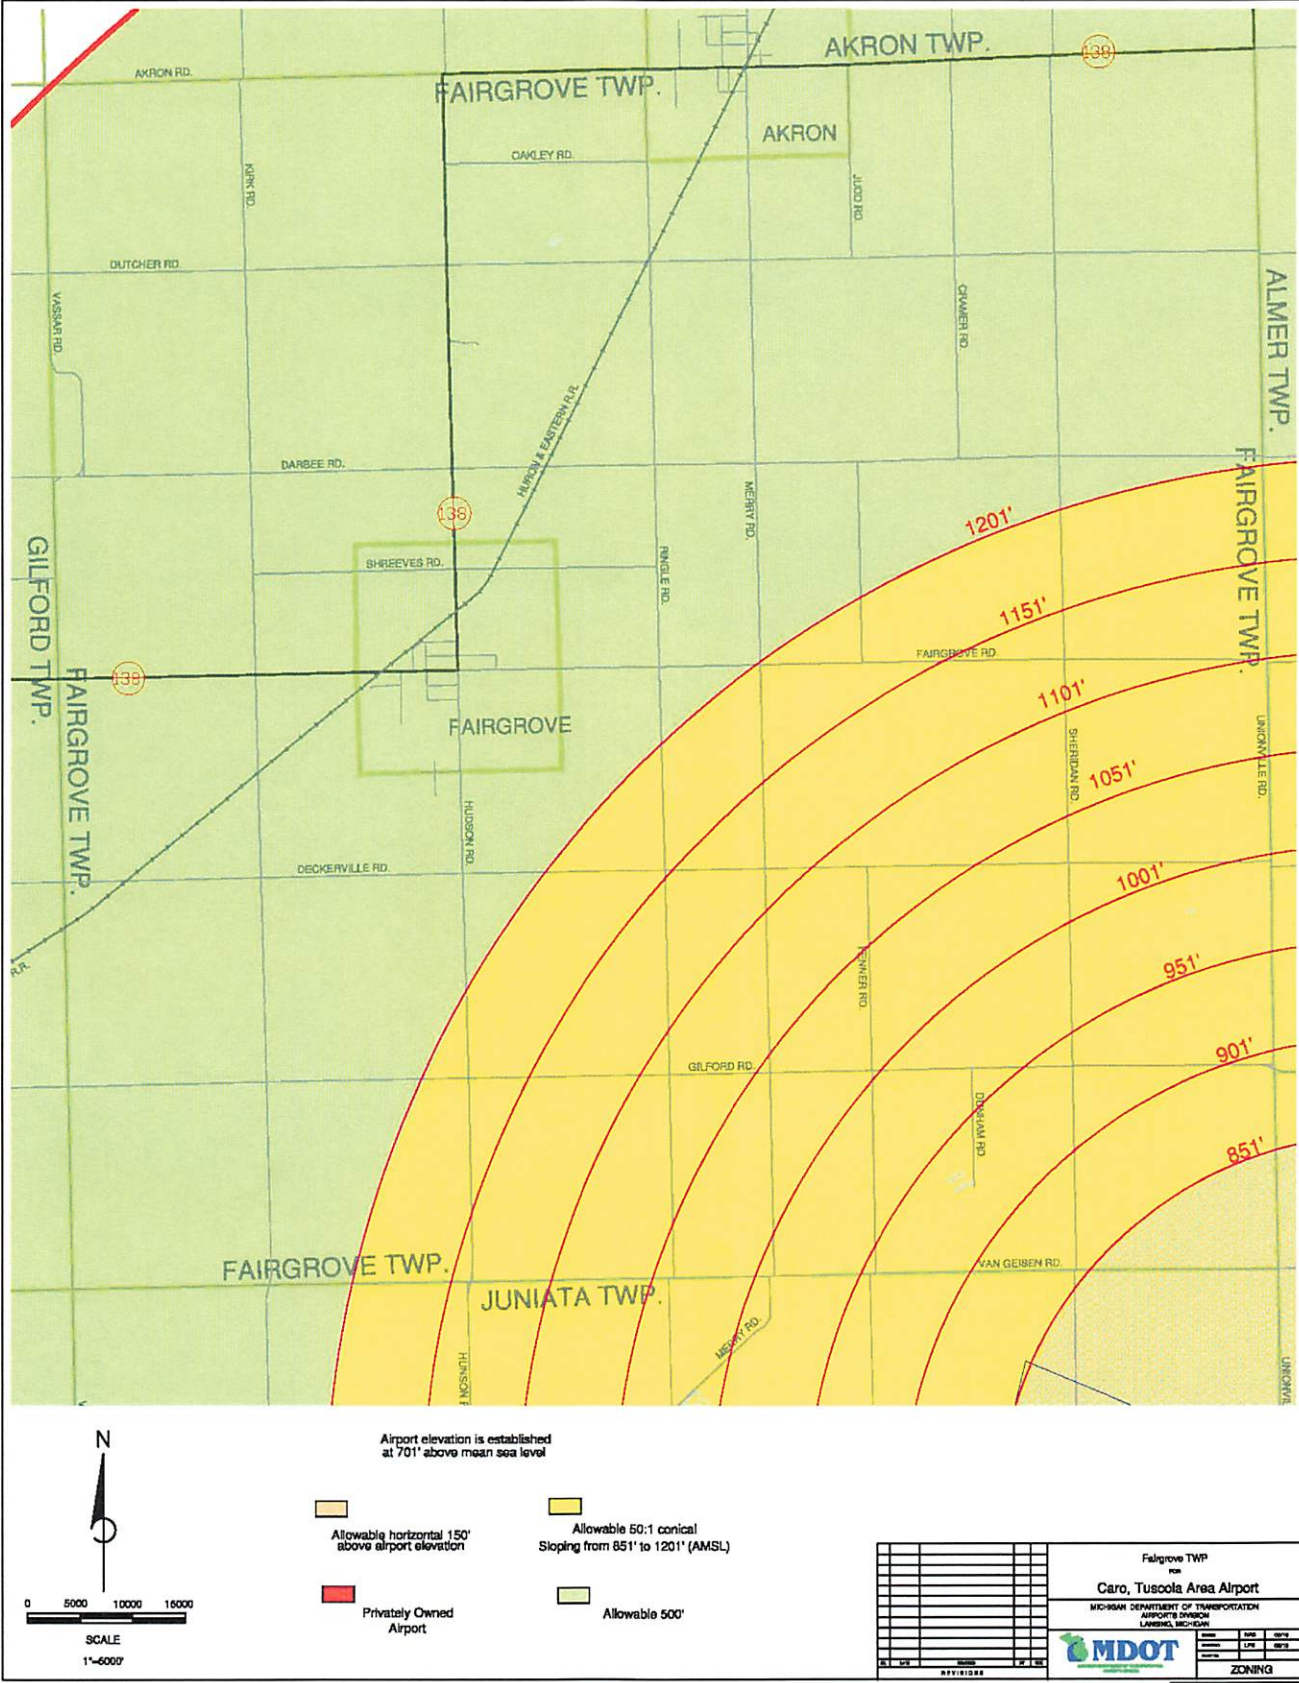 AKRON TWP.
138
AKRON RD.
FAIRGROVE TWP.
AKRON
OAKLEY RD.
KIRK RD.
JUDD RD.
DUTCHER RD.
ALMER TWP.
VASSAR RD.
CRAMER RD.
HURON & EASTERN R.R.
DARBEE RD.
FAIRGROVE TWP.
MERRY RD.
138
1201'
GILFORD TWP.
SHREEVES RD.
RINGLE RD.
1151'
FAIRGROVE RD.
138
FAIRGROVE TWP.
1101'
FAIRGROVE
UNIONVILLE RD.
SHERIDAN RD.
1051'
HUDSON RD.
DECKERVILLE RD.
1001'
R.R.
FENNER RD.
951'
901'
GILFORD RD.
DUNHAM RD.
851'
FAIRGROVE TWP.
VAN GEISEN RD.
JUNIATA TWP.
MERRY RD.
HUNSON R
UNIONVIL
N
Airport elevation is established
at 701' above mean sea level
Allowable horizontal 150'
above airport elevation
Allowable 50:1 conical
Sloping from 851' to 1201' (AMSL)
Privately Owned
Airport
Allowable 500'
0 5000 10000 15000
SCALE
1"=5000'
Fairgrove TWP
FOR
Caro, Tuscola Area Airport
MICHIGAN DEPARTMENT OF TRANSPORTATION
AIRPORTS DIVISION
LANSING, MICHIGAN
MDOT
ZONING
REVISIONS